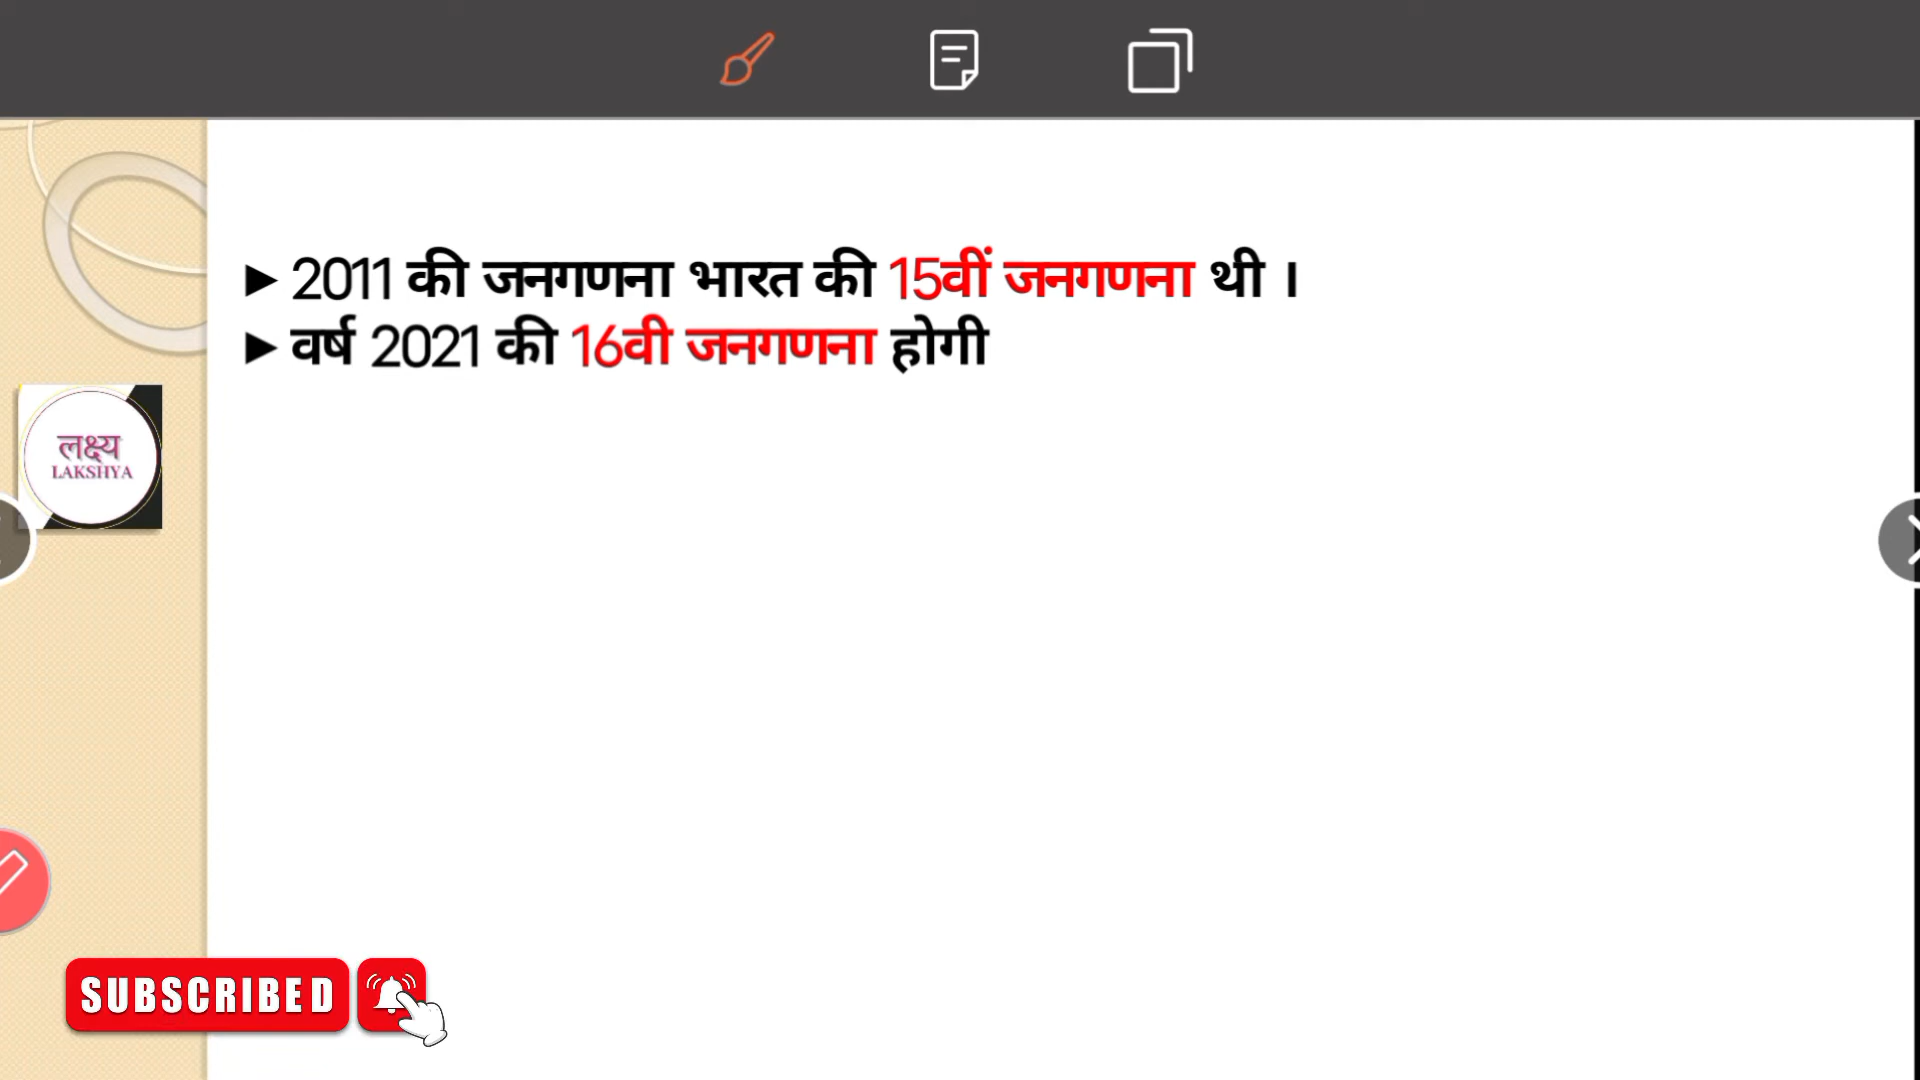 ► 2011 की जनगणना भारत की 15वीं जनगणना थी ।
► वर्ष 2021 की 16वी जनगणना होगी
लक्ष्य
LAKSHYA
SUBSCRIBED